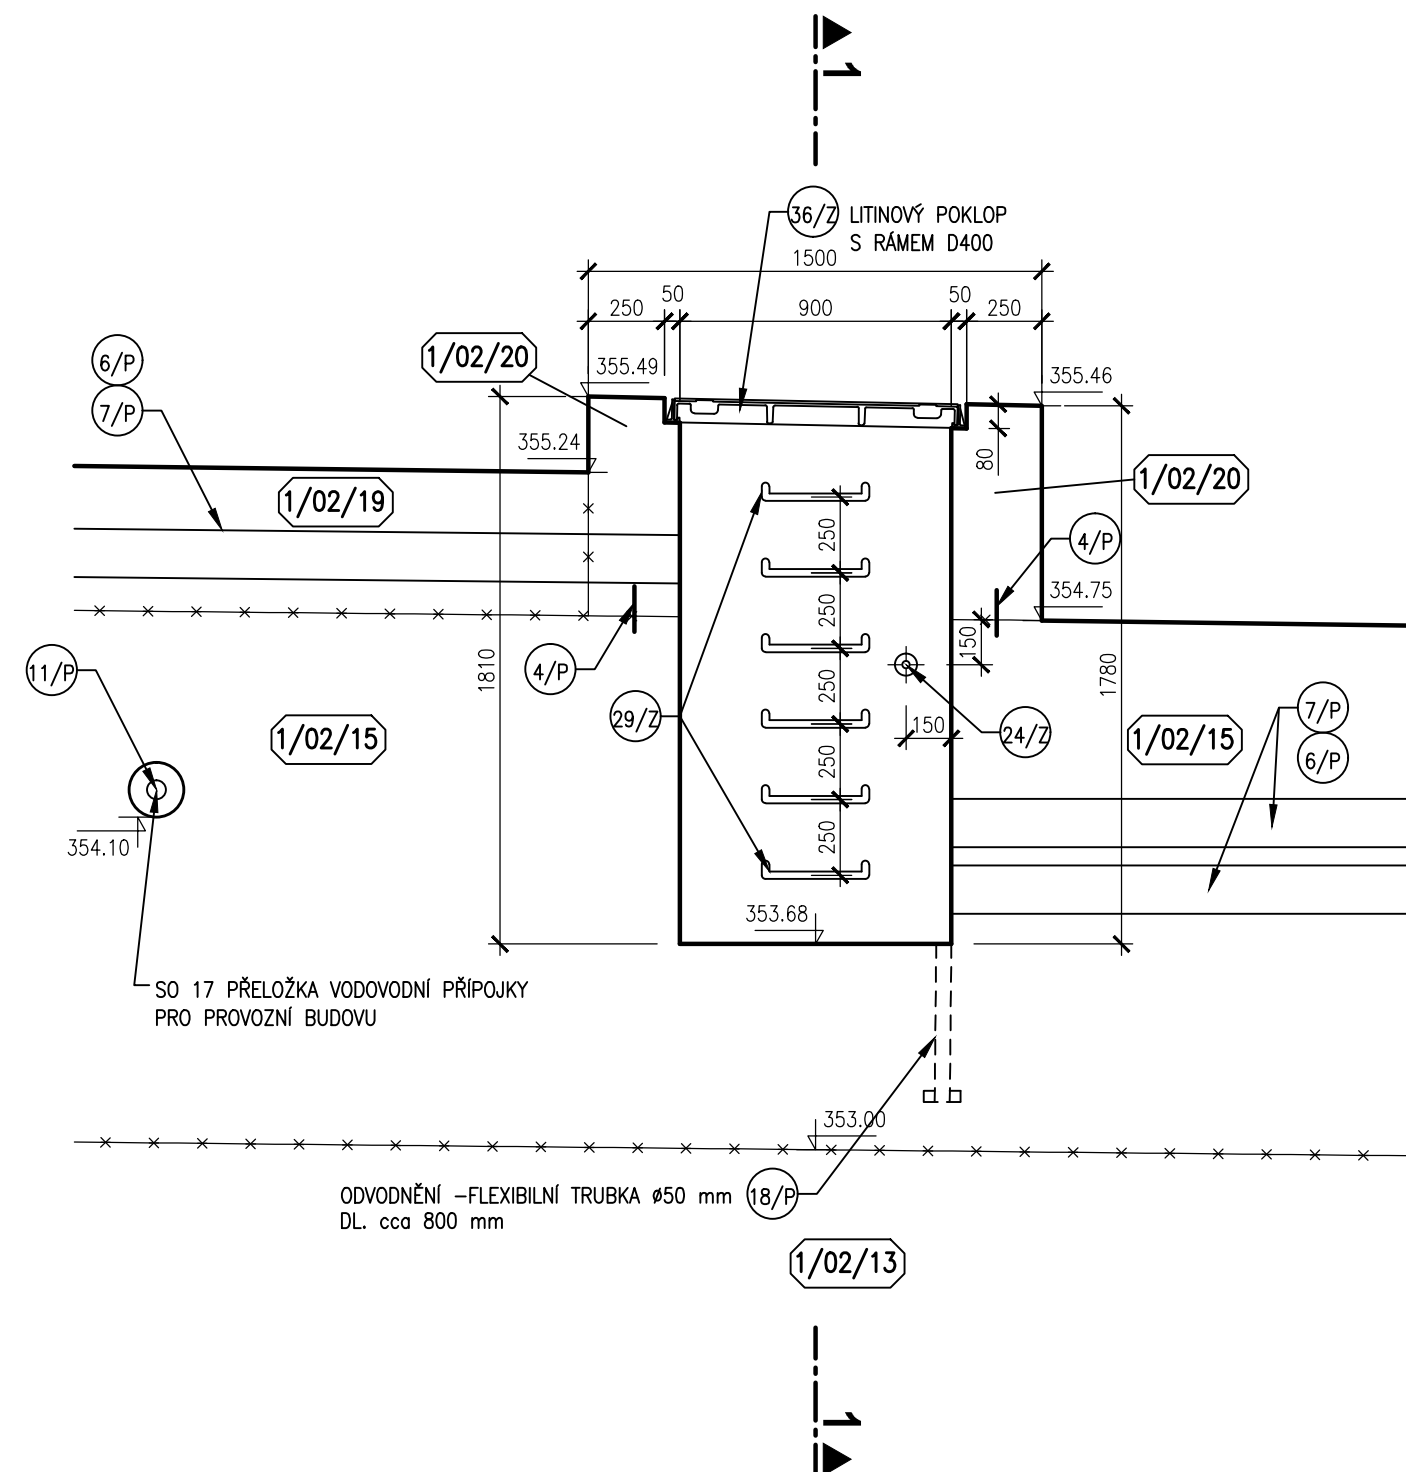 1
36/Z LITINOVÝ POKLOP
S RÁMEM D400
1500
250
50
900
50
250
6/P
7/P
1/02/20
355.49
355.46
355.24
80
1/02/20
1/02/19
4/P
354.75
250
250
250
250
250
150
150
11/P
4/P
1810
1780
29/Z
24/Z
7/P
6/P
1/02/15
1/02/15
354.10
353.68
SO 17 PŘELOŽKA VODOVODNÍ PŘÍPOJKY
PRO PROVOZNÍ BUDOVU
353.00
ODVODNĚNÍ –FLEXIBILNÍ TRUBKA ø50 mm 18/P
DL. cca 800 mm
1/02/13
1